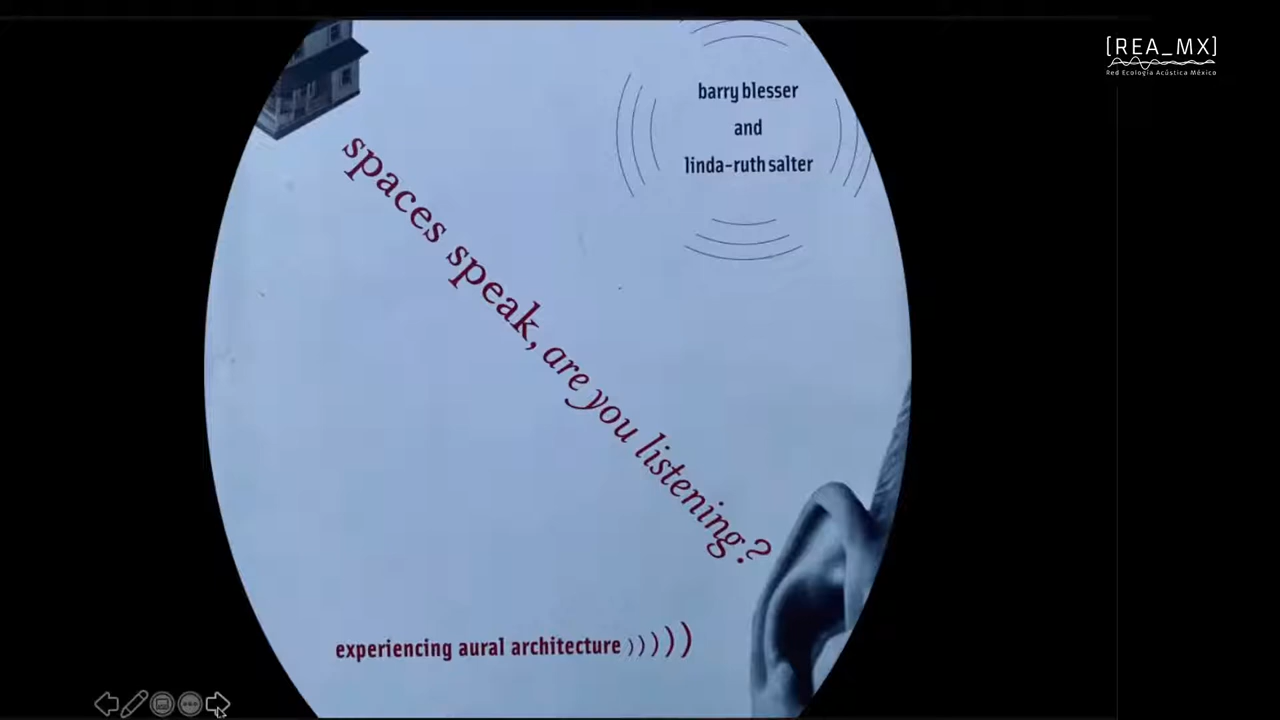 [REA_MX]
Red Ecología Acústica México
barry blesser
and
linda-ruth salter
spaces speak, are you listening?
experiencing aural architecture